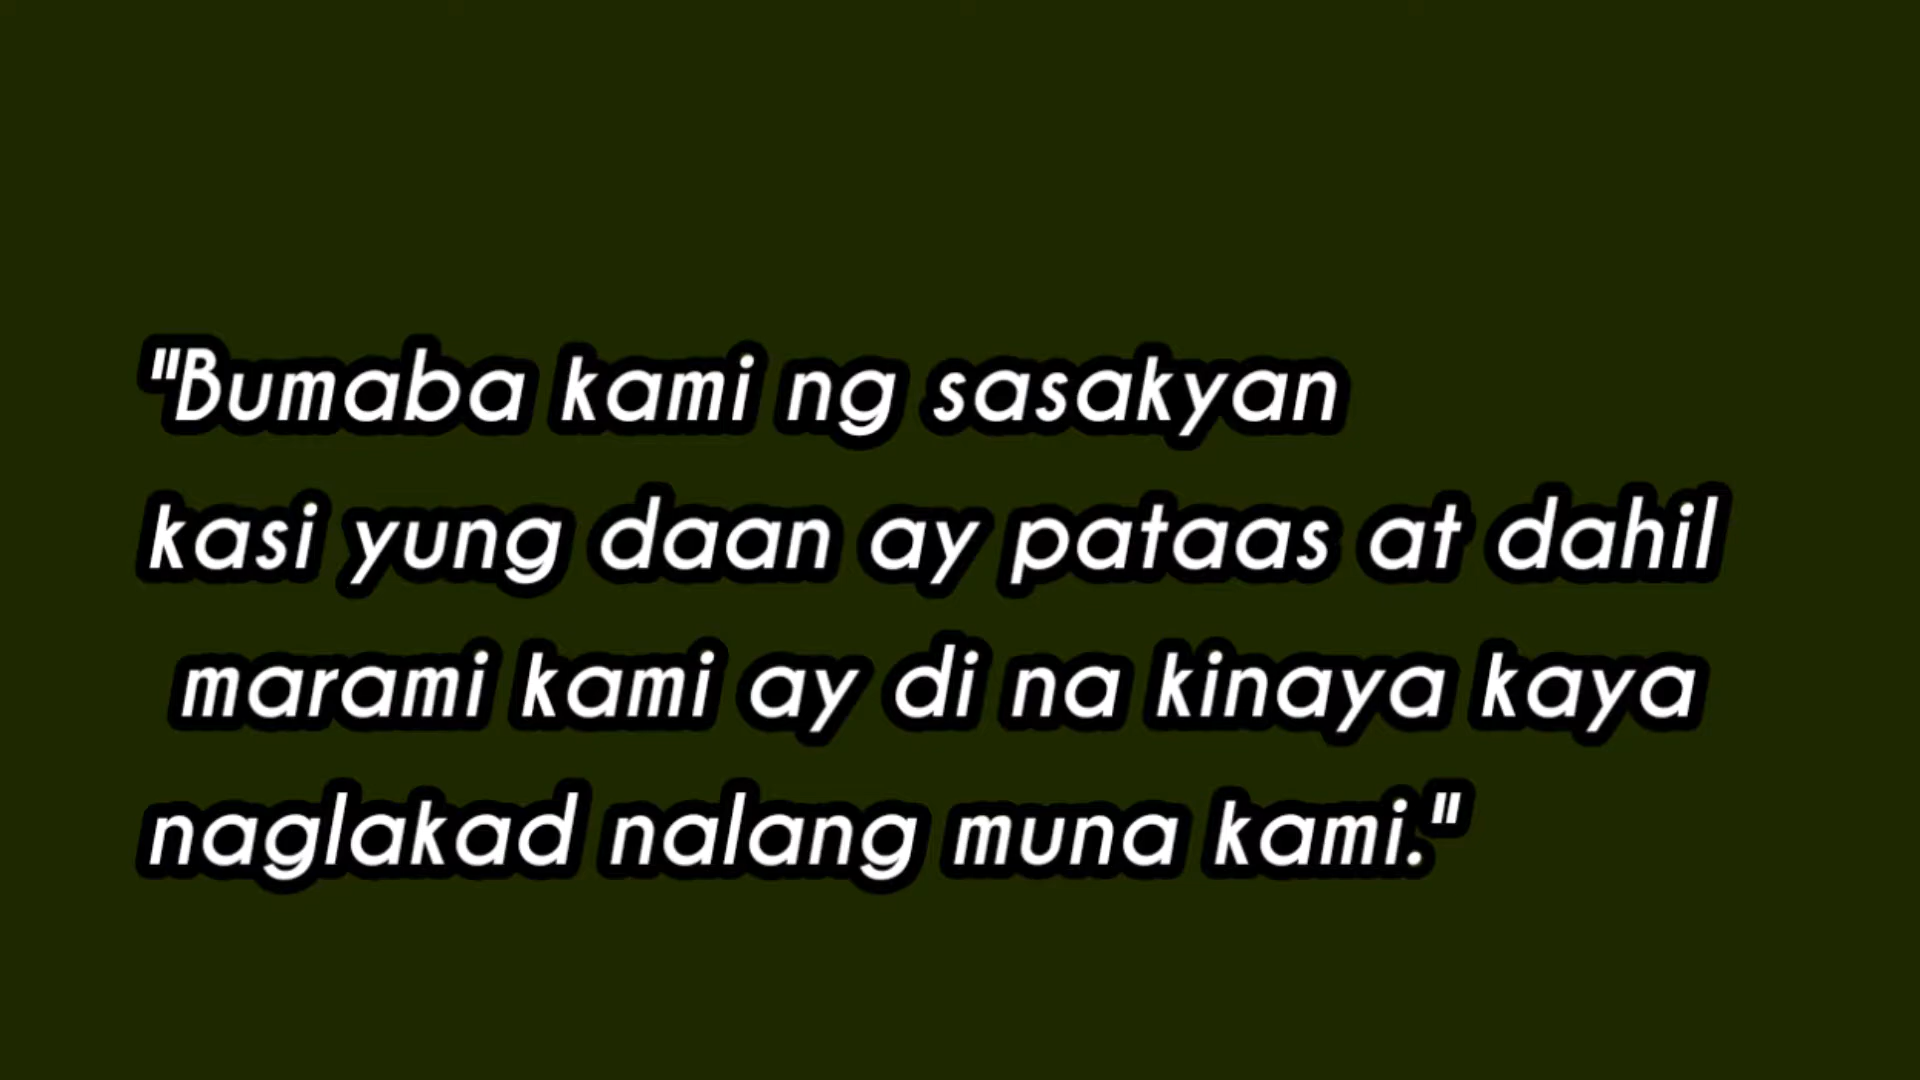 "Bumaba kami ng sasakyan
kasi yung daan ay pataas at dahil
marami kami ay di na kinaya kaya
naglakad nalang muna kami."